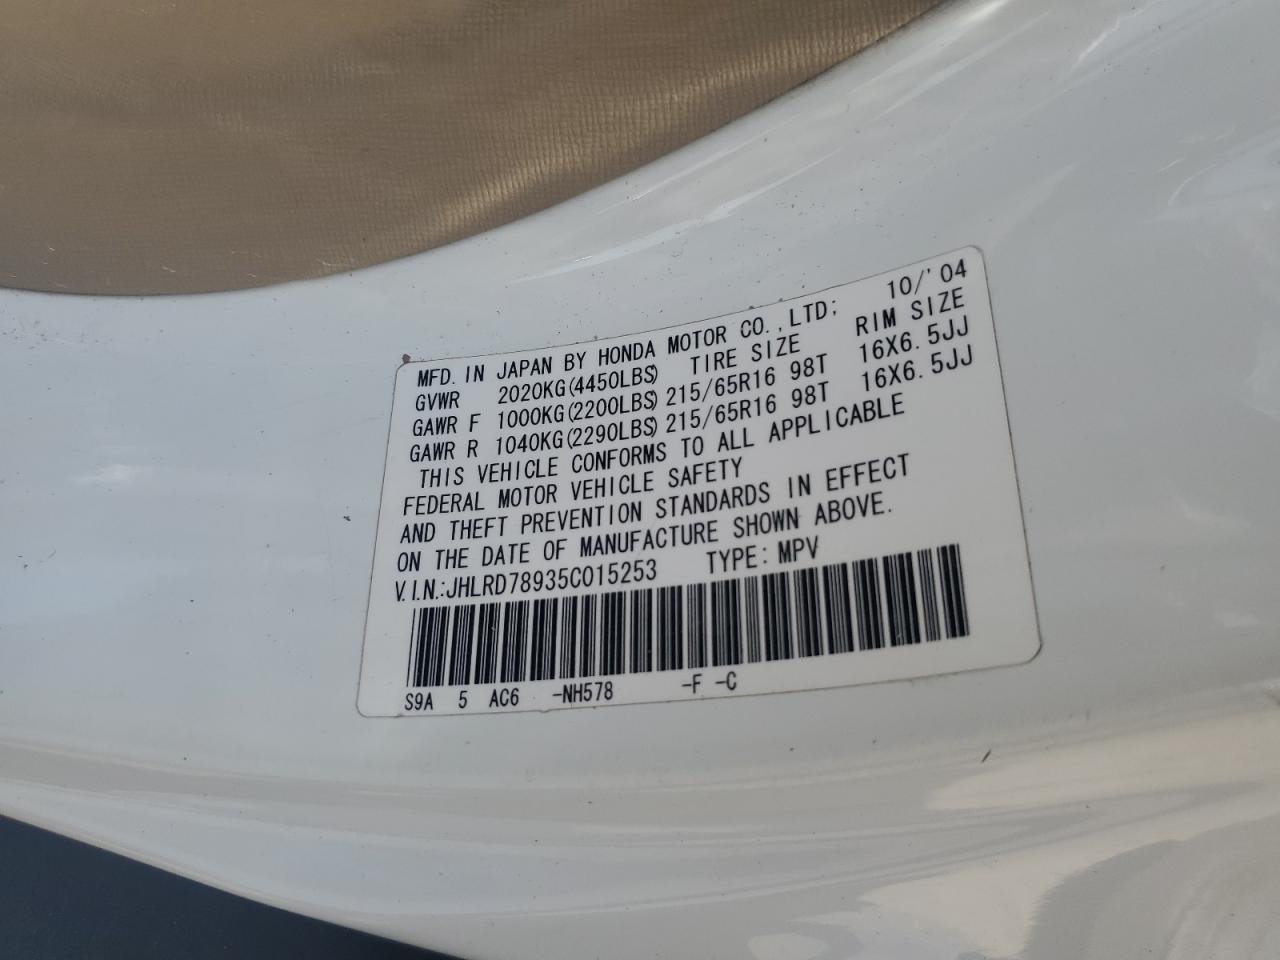 MFD. IN JAPAN BY HONDA MOTOR CO.,LTD; 10/'04
GVWR 2020KG(4450LBS) TIRE SIZE RIM SIZE
GAWR F 1000KG(2200LBS) 215/65R16 98T 16X6.5JJ
GAWR R 1040KG(2290LBS) 215/65R16 98T 16X6.5JJ
THIS VEHICLE CONFORMS TO ALL APPLICABLE
FEDERAL MOTOR VEHICLE SAFETY
AND THEFT PREVENTION STANDARDS IN EFFECT
ON THE DATE OF MANUFACTURE SHOWN ABOVE.
V.I.N.:JHLRD78935C015253 TYPE: MPV
S9A 5 AC6 -NH578 -F -C